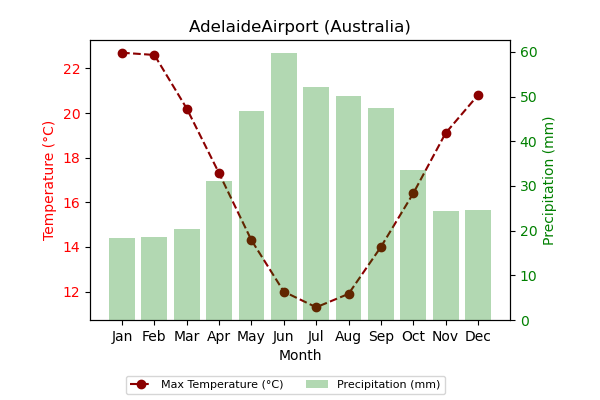 AdelaideAirport (Australia)
Temperature (°C)
22
20
18
16
14
12
60
50
40
30
20
10
0
Precipitation (mm)
Jan Feb Mar Apr May Jun Jul Aug Sep Oct Nov Dec
Month
Max Temperature (°C) Precipitation (mm)